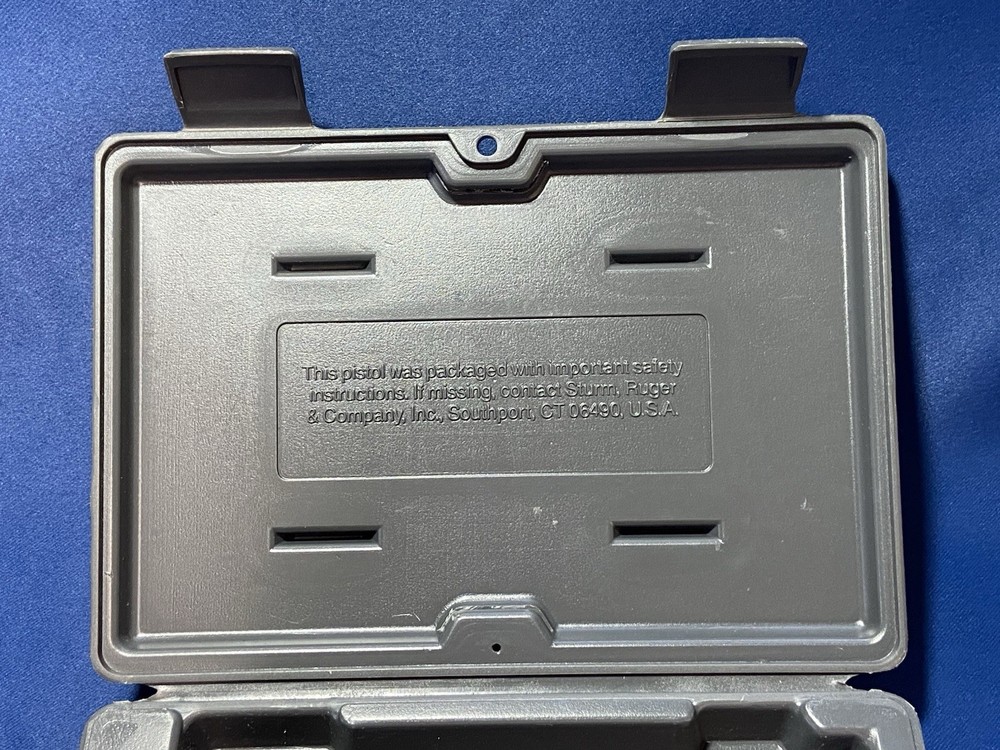 This pistol was packaged with important safety
instructions. If missing, contact Sturm, Ruger
& Company, Inc., Southport, CT 06490, U.S.A.